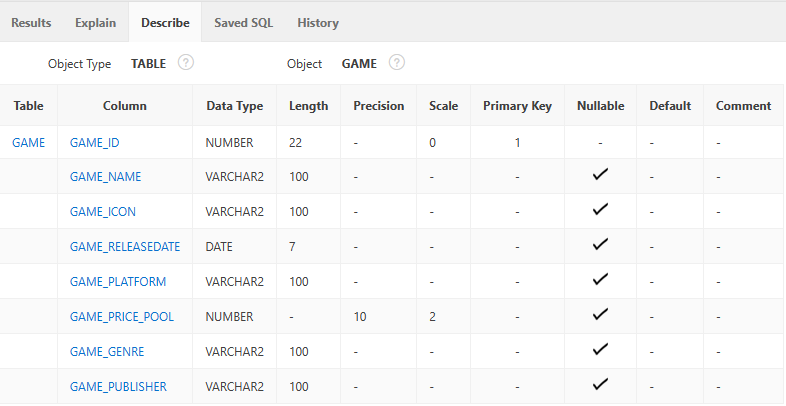 Results Explain Describe Saved SQL History
Object Type TABLE ? Object GAME ?
Table Column Data Type Length Precision Scale Primary Key Nullable Default Comment
GAME GAME_ID NUMBER 22 - 0 1 - - -
GAME_NAME VARCHAR2 100 - - - ✓ - -
GAME_ICON VARCHAR2 100 - - - ✓ - -
GAME_RELEASEDATE DATE 7 - - - ✓ - -
GAME_PLATFORM VARCHAR2 100 - - - ✓ - -
GAME_PRICE_POOL NUMBER - 10 2 - ✓ - -
GAME_GENRE VARCHAR2 100 - - - ✓ - -
GAME_PUBLISHER VARCHAR2 100 - - - ✓ - -